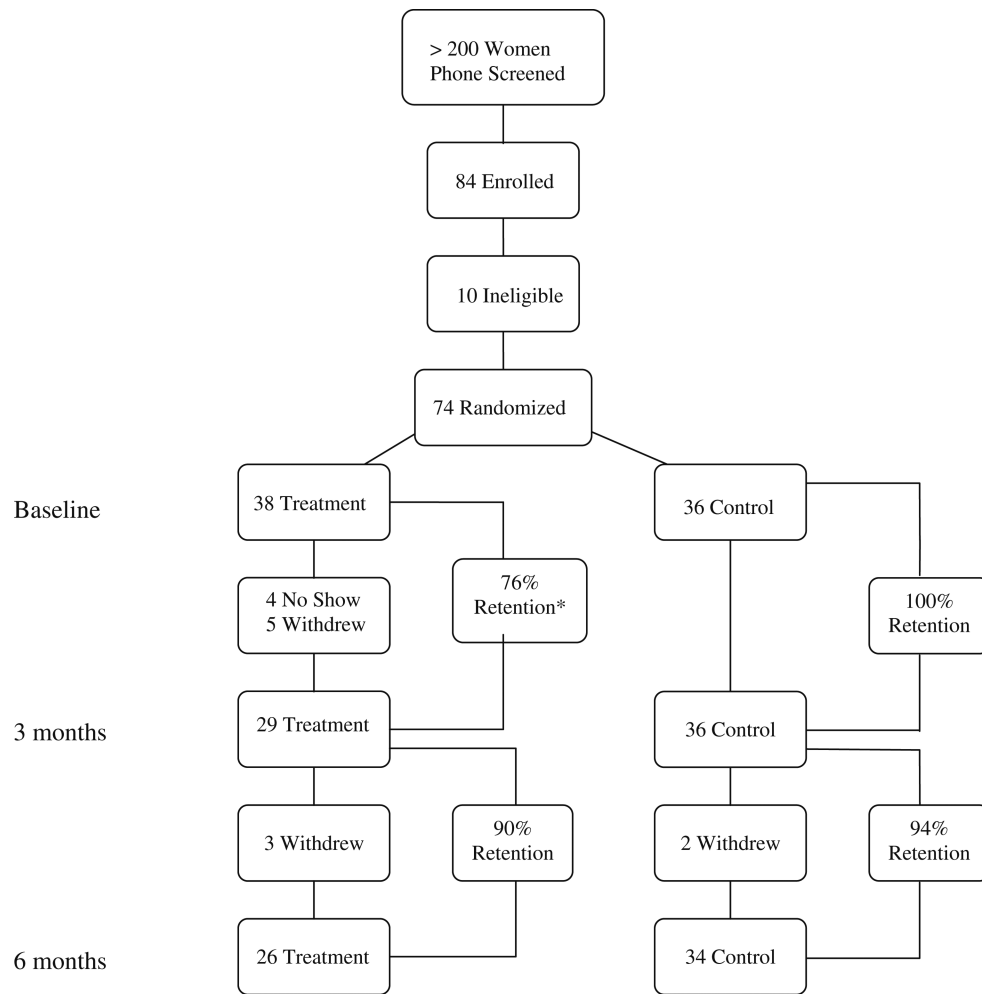 > 200 Women
Phone Screened
84 Enrolled
10 Ineligible
74 Randomized
Baseline
38 Treatment
36 Control
4 No Show
5 Withdrew
76%
Retention*
100%
Retention
3 months
29 Treatment
36 Control
3 Withdrew
90%
Retention
2 Withdrew
94%
Retention
6 months
26 Treatment
34 Control